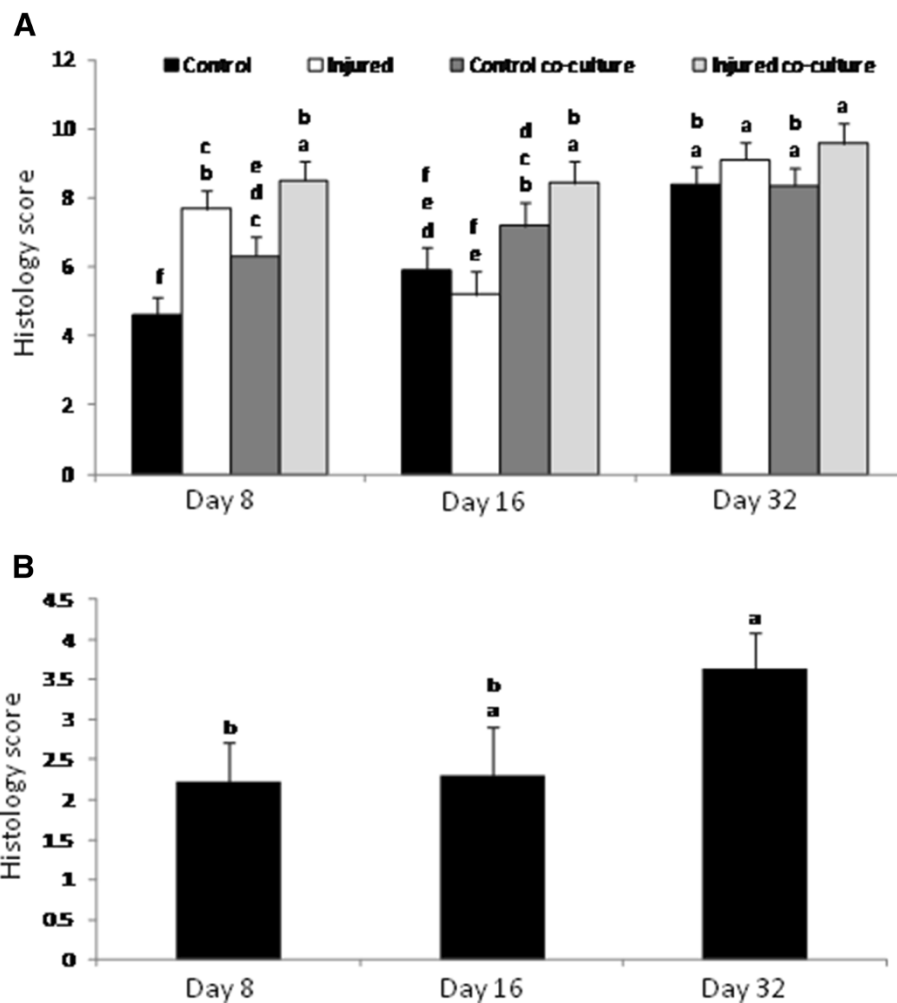 A
12
Control Injured Control co-culture Injured co-culture
10
8
6
4
2
0
Histology score
f
c
b
e
d
c
b
a
f
e
d
f
e
d
c
b
b
a
b
a
a
b
a
a
Day 8 Day 16 Day 32
B
4.5
4
3.5
3
2.5
2
1.5
1
0.5
0
Histology score
b
b
a
a
Day 8 Day 16 Day 32